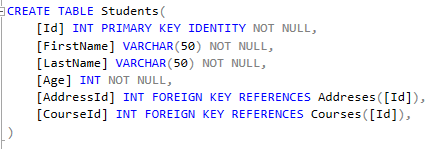 CREATE TABLE Students(
[Id] INT PRIMARY KEY IDENTITY NOT NULL,
[FirstName] VARCHAR(50) NOT NULL,
[LastName] VARCHAR(50) NOT NULL,
[Age] INT NOT NULL,
[AddressId] INT FOREIGN KEY REFERENCES Addreses([Id]),
[CourseId] INT FOREIGN KEY REFERENCES Courses([Id]),
)